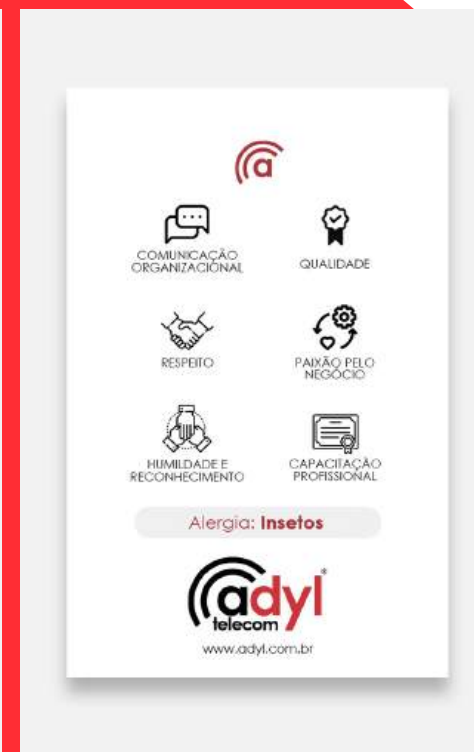 a
COMUNICAÇÃO
ORGANIZACIONAL
QUALIDADE
RESPEITO
PAIXÃO PELO
NEGÓCIO
HUMILDADE E
RECONHECIMENTO
CAPACITAÇÃO
PROFISSIONAL
Alergia: Insetos
adyl®
telecom
www.adyl.com.br